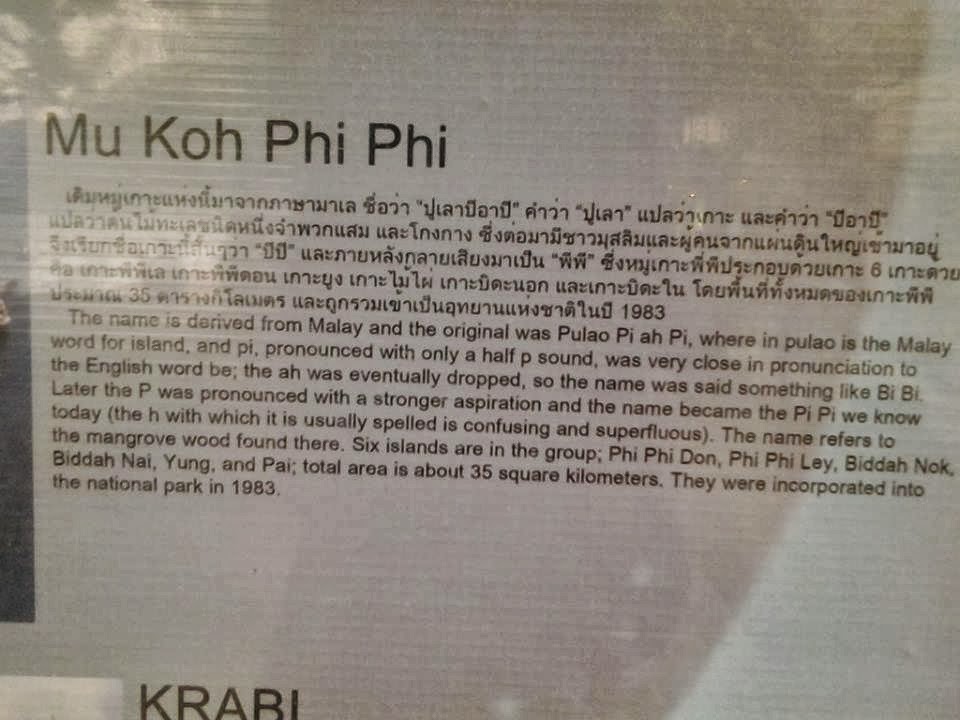 Mu Koh Phi Phi
เดิมหมู่เกาะแห่งนี้มาจากภาษามาเล ชื่อว่า "ปูเลาปิอาปิ" คำว่า "ปูเลา" แปลว่าเกาะ และคำว่า "ปิอาปิ"
แปลว่าต้นไม้ทะเลชนิดหนึ่งจำพวกแสม และโกงกาง ซึ่งต่อมามีชาวมุสลิมและผู้คนจากแผ่นดินใหญ่เข้ามาอยู่
จึงเรียกชื่อเกาะนี้สั้นๆว่า "ปีปี" และภายหลังกลายเสียงมาเป็น "พีพี" ซึ่งหมู่เกาะพีพีประกอบด้วยเกาะ 6 เกาะด้วย
คือ เกาะพีพีเล เกาะพีพีดอน เกาะยูง เกาะไม้ไผ่ เกาะบิดะนอก และเกาะบิดะใน โดยพื้นที่ทั้งหมดของเกาะพีพี
ประมาณ 35 ตารางกิโลเมตร และถูกรวมเข้าเป็นอุทยานแห่งชาติในปี 1983
The name is derived from Malay and the original was Pulao Pi ah Pi, where in pulao is the Malay
word for island, and pi, pronounced with only a half p sound, was very close in pronunciation to
the English word be; the ah was eventually dropped, so the name was said something like Bi Bi.
Later the P was pronounced with a stronger aspiration and the name became the Pi Pi we know
today (the h with which it is usually spelled is confusing and superfluous). The name refers to
the mangrove wood found there. Six islands are in the group; Phi Phi Don, Phi Phi Ley, Biddah Nok,
Biddah Nai, Yung, and Pai; total area is about 35 square kilometers. They were incorporated into
the national park in 1983.
KRABI